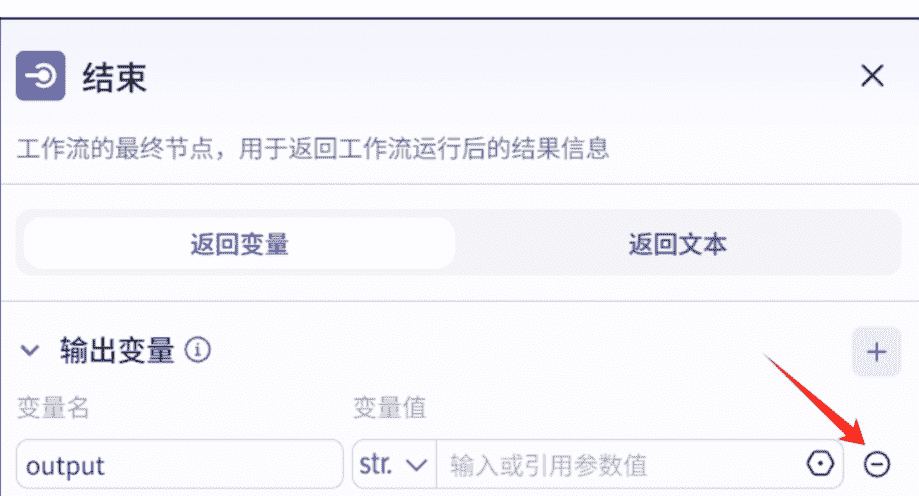 结束
工作流的最终节点，用于返回工作流运行后的结果信息
返回变量 返回文本
输出变量
变量名 变量值
output str. 输入或引用参数值